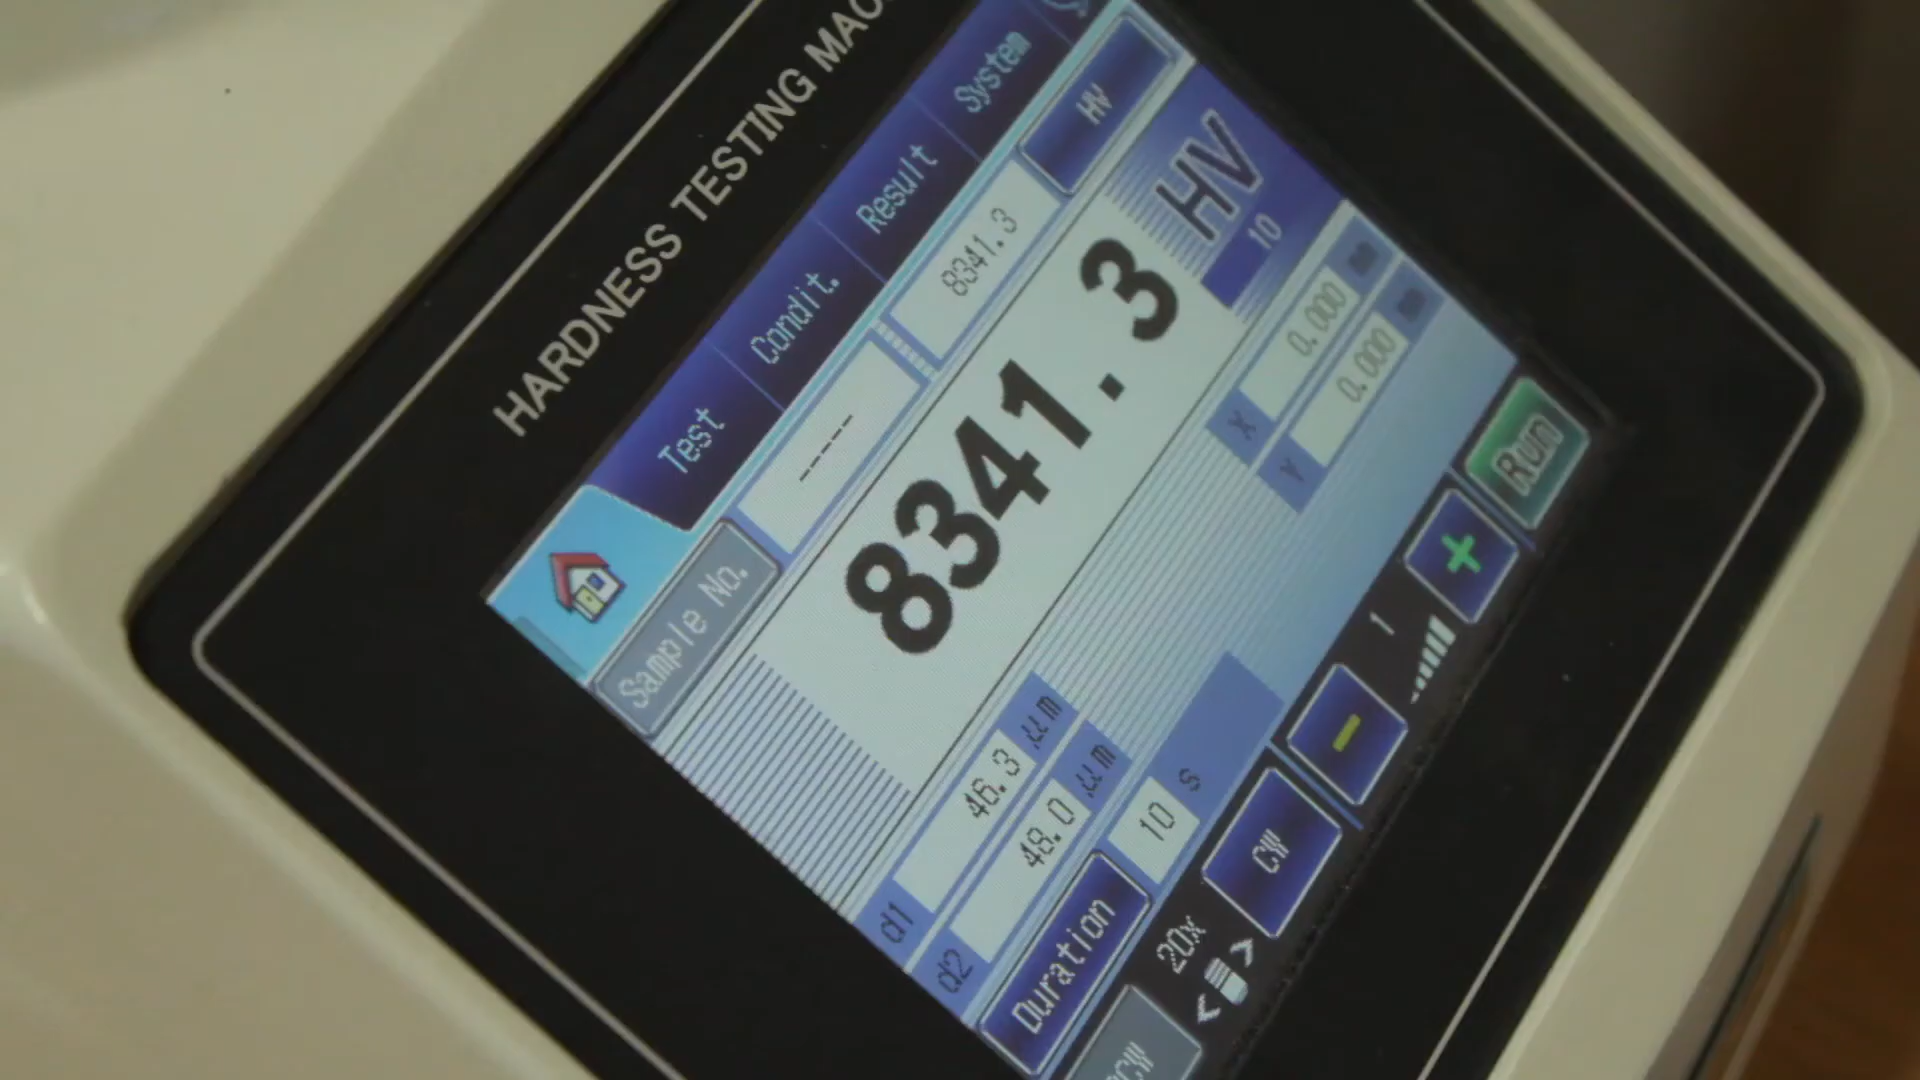 HARDNESS TESTING
Test Condit. Result System
Sample No. ---- 8341.3 HV
8341.3 HV
10
d1 46.3 μm X 0.000
d2 48.0 μm Y 0.000
Duration 10 s
20x CW - 1 + Run